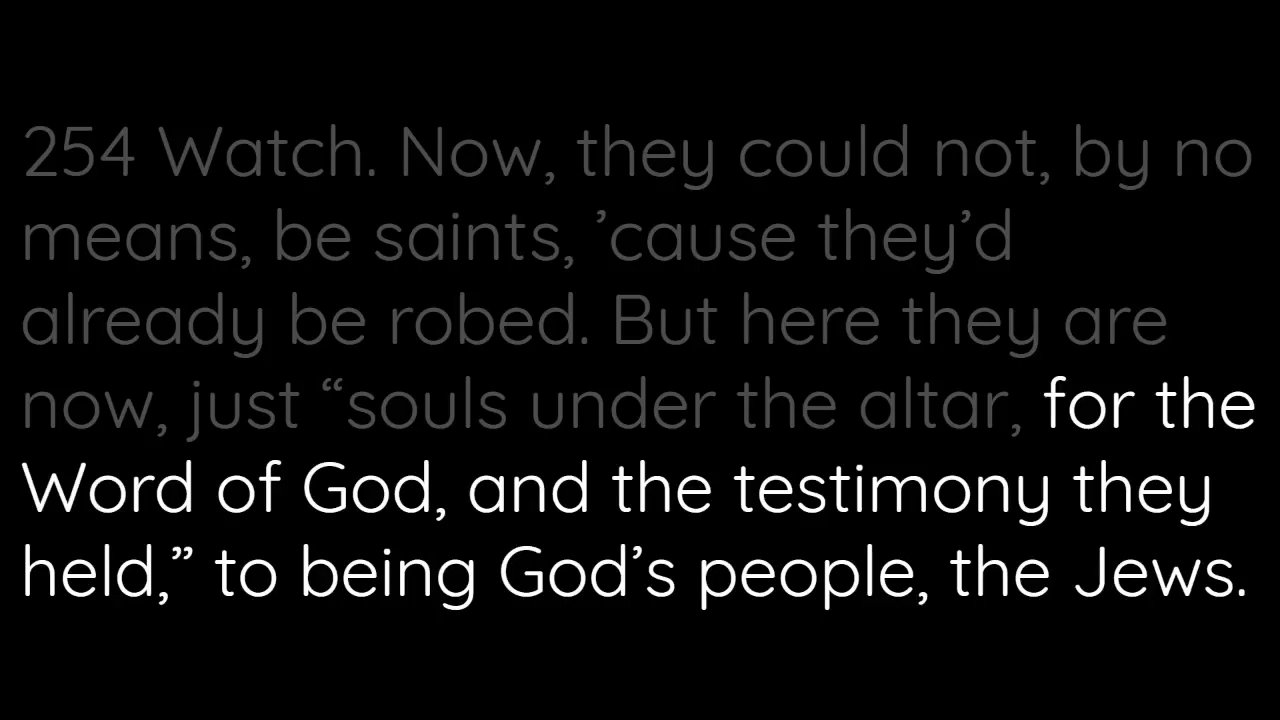 254 Watch. Now, they could not, by no
means, be saints, ’cause they’d
already be robed. But here they are
now, just “souls under the altar, for the
Word of God, and the testimony they
held,” to being God’s people, the Jews.